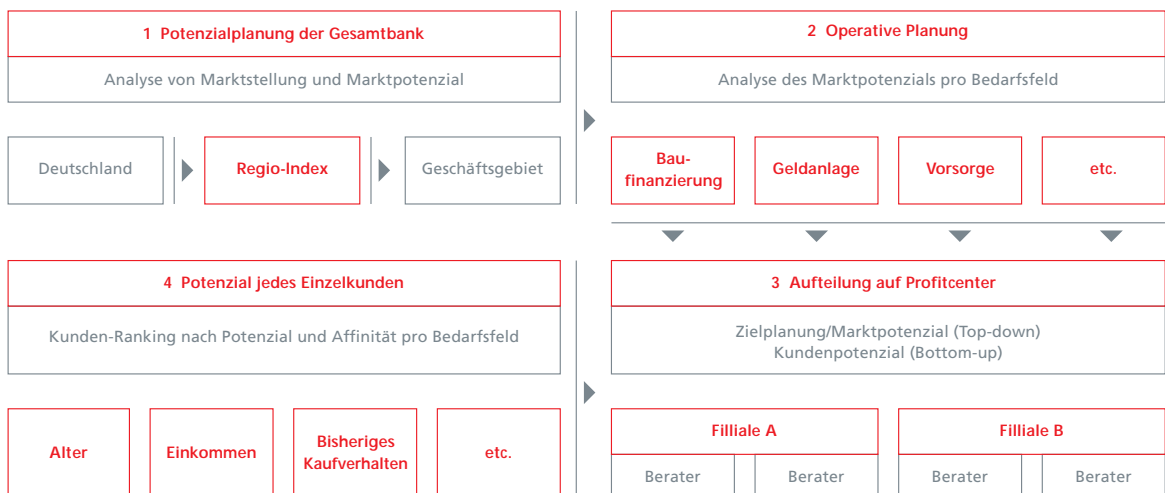 1 Potenzialplanung der Gesamtbank
Analyse von Marktstellung und Marktpotenzial
Deutschland
Regio-Index
Geschäftsgebiet
2 Operative Planung
Analyse des Marktpotenzials pro Bedarfsfeld
Bau-
finanzierung
Geldanlage
Vorsorge
etc.
4 Potenzial jedes Einzelkunden
Kunden-Ranking nach Potenzial und Affinität pro Bedarfsfeld
Alter
Einkommen
Bisheriges
Kaufverhalten
etc.
3 Aufteilung auf Profitcenter
Zielplanung/Marktpotenzial (Top-down)
Kundenpotenzial (Bottom-up)
Filliale A
Berater
Berater
Filliale B
Berater
Berater